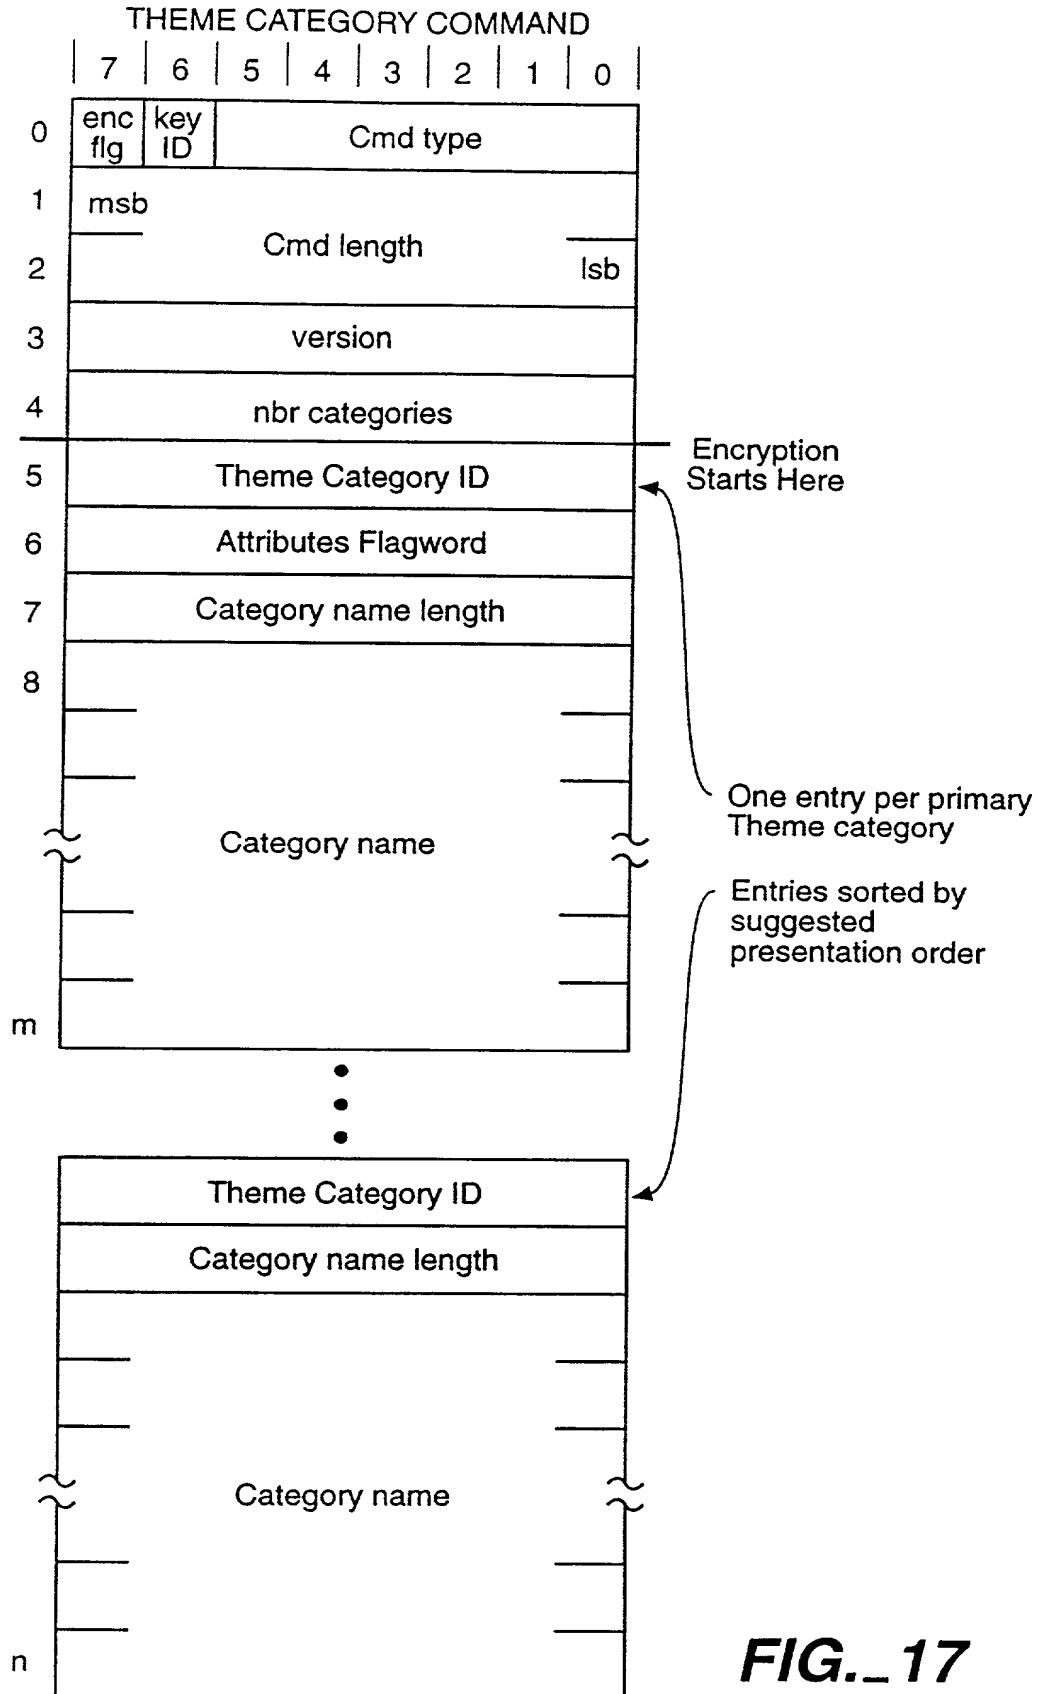 THEME CATEGORY COMMAND
7 6 5 4 3 2 1 0
0
enc
flg
key
ID
Cmd type
1
msb
Cmd length
2
lsb
3
version
4
nbr categories
Encryption
Starts Here
5
Theme Category ID
6
Attributes Flagword
7
Category name length
8
One entry per primary
Theme category
Category name
Entries sorted by
suggested
presentation order
m
Theme Category ID
Category name length
Category name
n
FIG._17